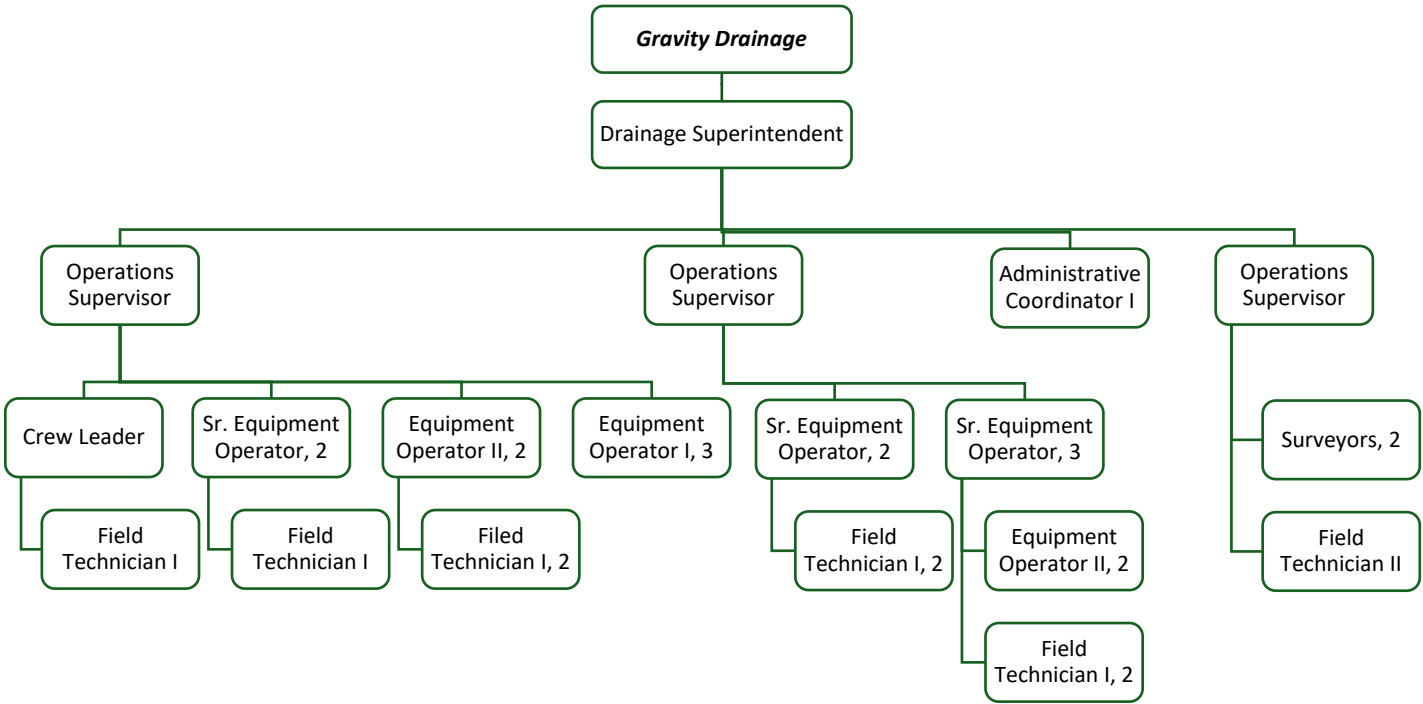 Gravity Drainage
Drainage Superintendent
Operations
Supervisor
Operations
Supervisor
Administrative
Coordinator I
Operations
Supervisor
Crew Leader
Sr. Equipment
Operator, 2
Equipment
Operator II, 2
Equipment
Operator I, 3
Sr. Equipment
Operator, 2
Sr. Equipment
Operator, 3
Surveyors, 2
Field
Technician I
Field
Technician I
Filed
Technician I, 2
Field
Technician I, 2
Equipment
Operator II, 2
Field
Technician II
Field
Technician I, 2